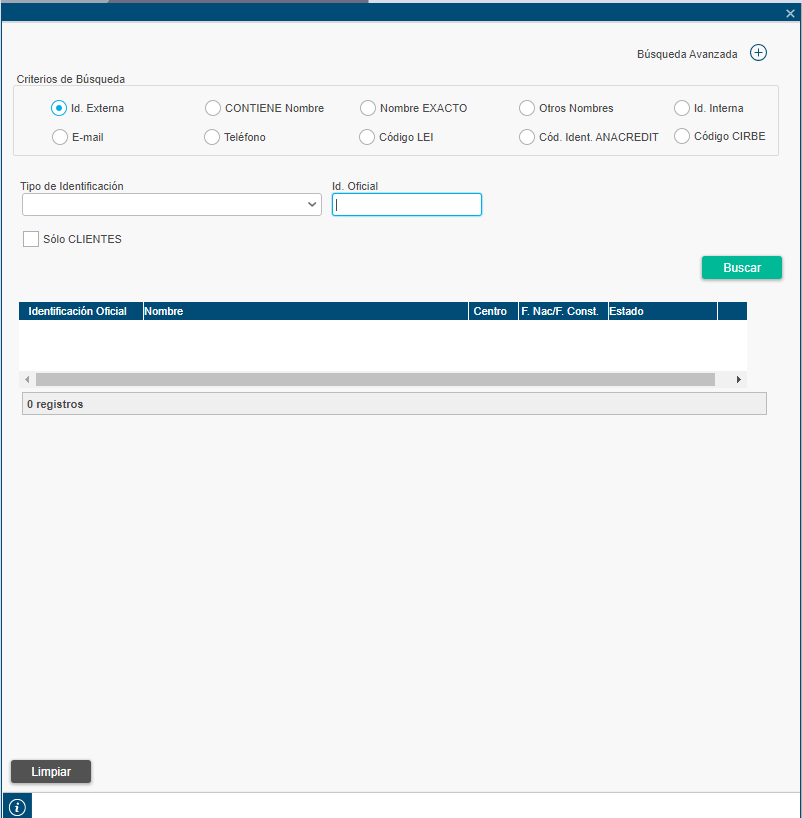 Búsqueda Avanzada
Criterios de Búsqueda
Id. Externa CONTIENE Nombre Nombre EXACTO Otros Nombres Id. Interna
E-mail Teléfono Código LEI Cód. Ident. ANACREDIT Código CIRBE
Tipo de Identificación Id. Oficial
Sólo CLIENTES
Buscar
Identificación Oficial Nombre Centro F. Nac/F. Const. Estado
0 registros
Limpiar